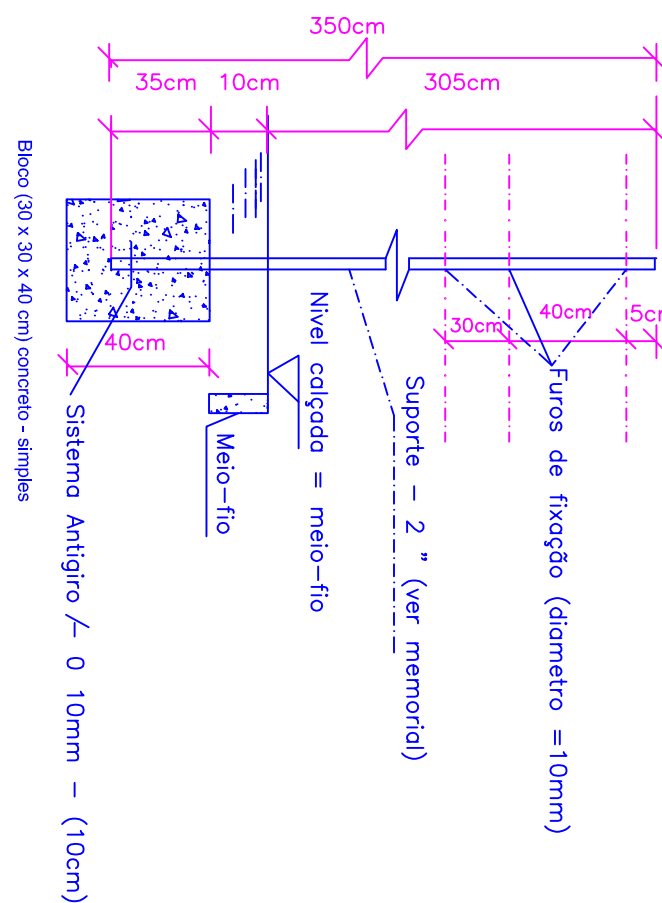 350cm
35cm
10cm
305cm
30cm
40cm
5cm
40cm
Furos de fixação (diametro =10mm)
Suporte - 2 " (ver memorial)
Nivel calçada = meio-fio
Meio-fio
Sistema Antigiro /- 0 10mm - (10cm)
Bloco (30 x 30 x 40 cm) concreto - simples